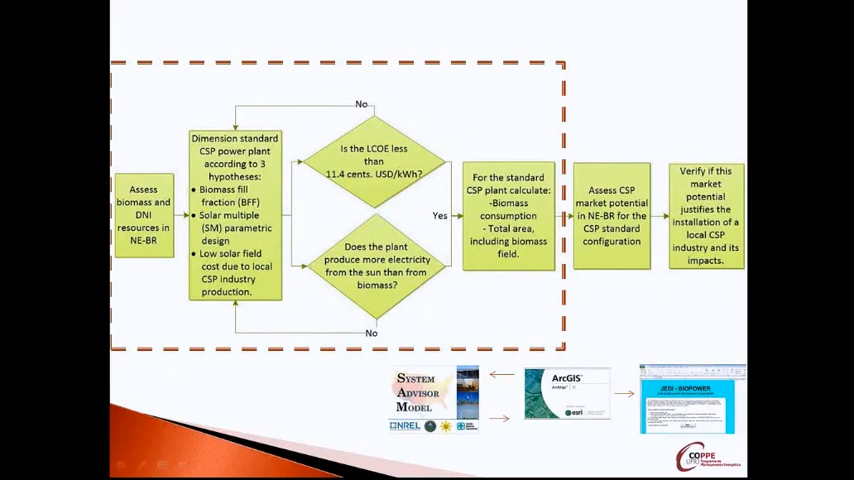 No
Assess
biomass and
DNI
resources in
NE-BR
Dimension standard
CSP power plant
according to 3
hypotheses:
• Biomass fill
fraction (BFF)
• Solar multiple
(SM) parametric
design
• Low solar field
cost due to local
CSP industry
production.
Is the LCOE less
than
11.4 cents. USD/kWh?
Yes
Does the plant
produce more electricity
from the sun than from
biomass?
No
For the standard
CSP plant calculate:
-Biomass
consumption
- Total area,
including biomass
field.
Assess CSP
market potential
in NE-BR for the
CSP standard
configuration
Verify if this
market
potential
justifies the
installation of a
local CSP
industry and its
impacts.
SYSTEM
ADVISOR
MODEL
NREL
ArcGIS
esri
JEDI - BIOPOWER
COPPE
UFRJ
Programa de
Planejamento Energético